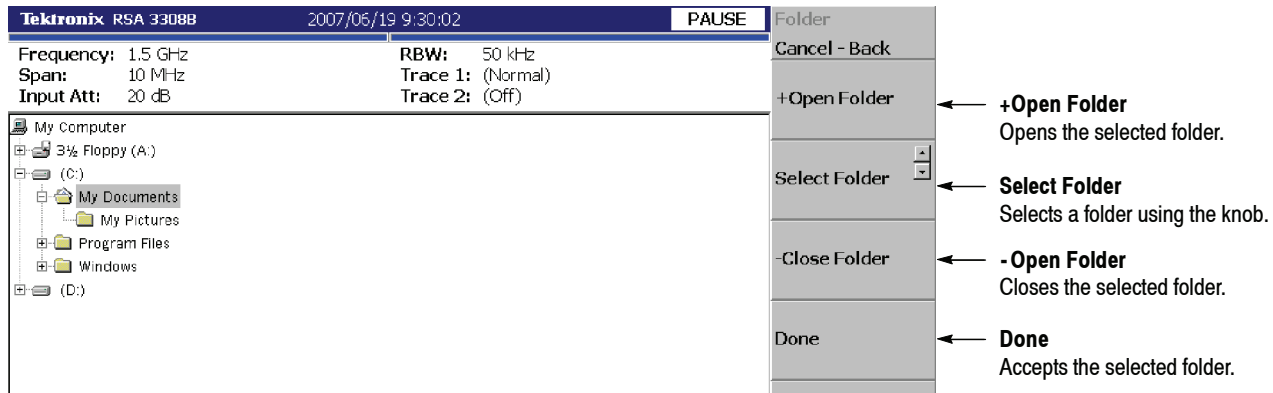 Tektronix RSA 3308B 2007/06/19 9:30:02 PAUSE
Frequency: 1.5 GHz RBW: 50 kHz
Span: 10 MHz Trace 1: (Normal)
Input Att: 20 dB Trace 2: (Off)
My Computer
3½ Floppy (A:)
(C:)
My Documents
My Pictures
Program Files
Windows
(D:)
Folder
Cancel - Back
+Open Folder
Select Folder
-Close Folder
Done
+Open Folder
Opens the selected folder.
Select Folder
Selects a folder using the knob.
- Open Folder
Closes the selected folder.
Done
Accepts the selected folder.